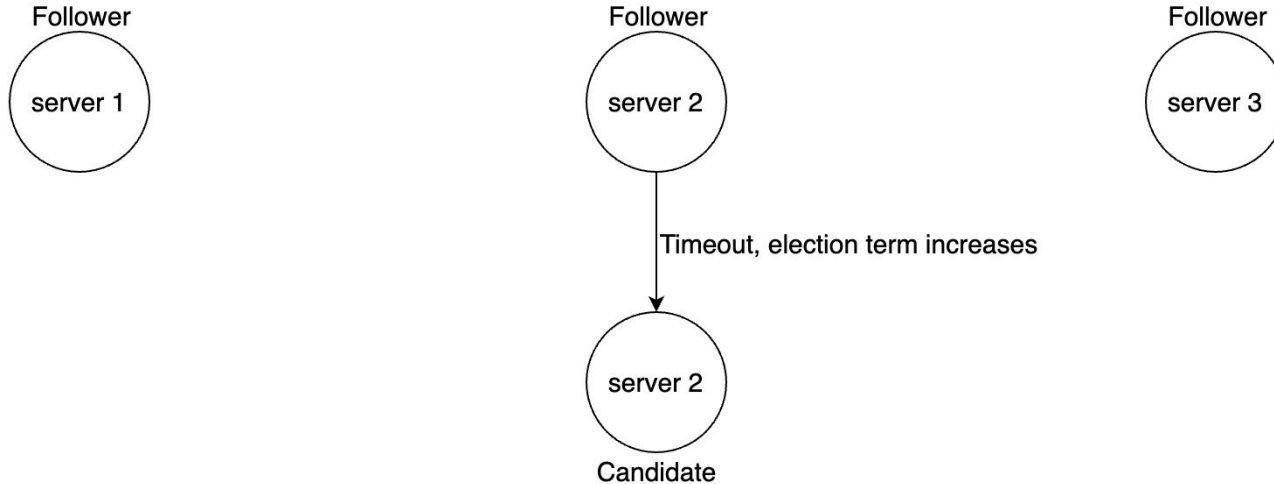 Follower
Follower
Follower
server 1
server 2
server 3
Timeout, election term increases
server 2
Candidate